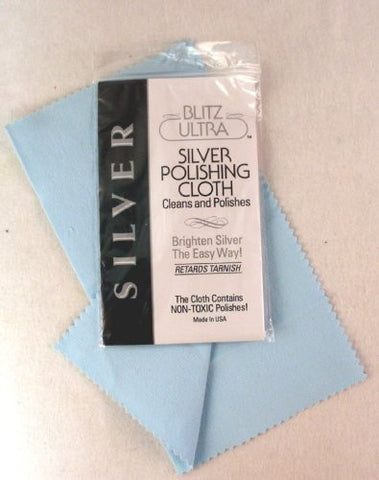 SILVER
BLITZ
ULTRA™
SILVER
POLISHING
CLOTH
Cleans and Polishes
Brighten Silver
The Easy Way!
RETARDS TARNISH
The Cloth Contains
NON-TOXIC Polishes!
Made In USA